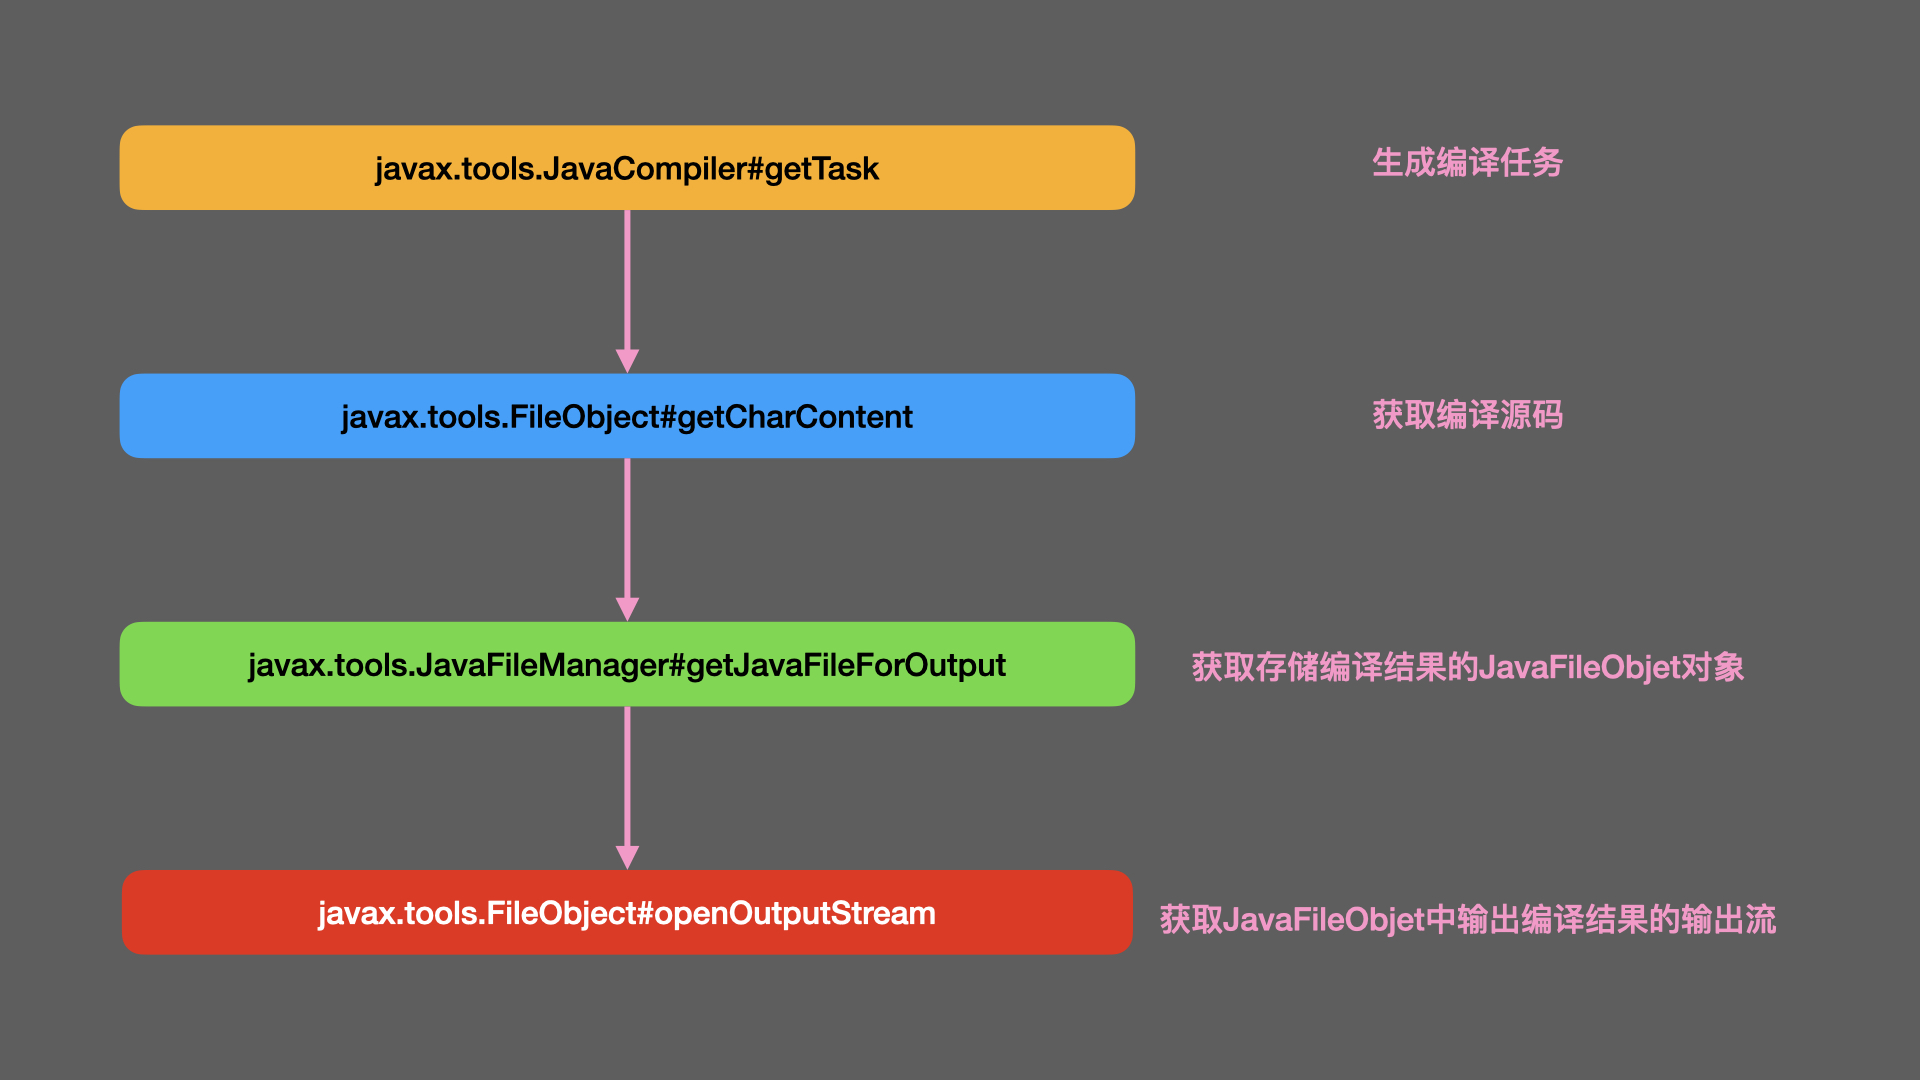 javax.tools.JavaCompiler#getTask
生成编译任务
javax.tools.FileObject#getCharContent
获取编译源码
javax.tools.JavaFileManager#getJavaFileForOutput
获取存储编译结果的JavaFileObjet对象
javax.tools.FileObject#openOutputStream
获取JavaFileObjet中输出编译结果的输出流